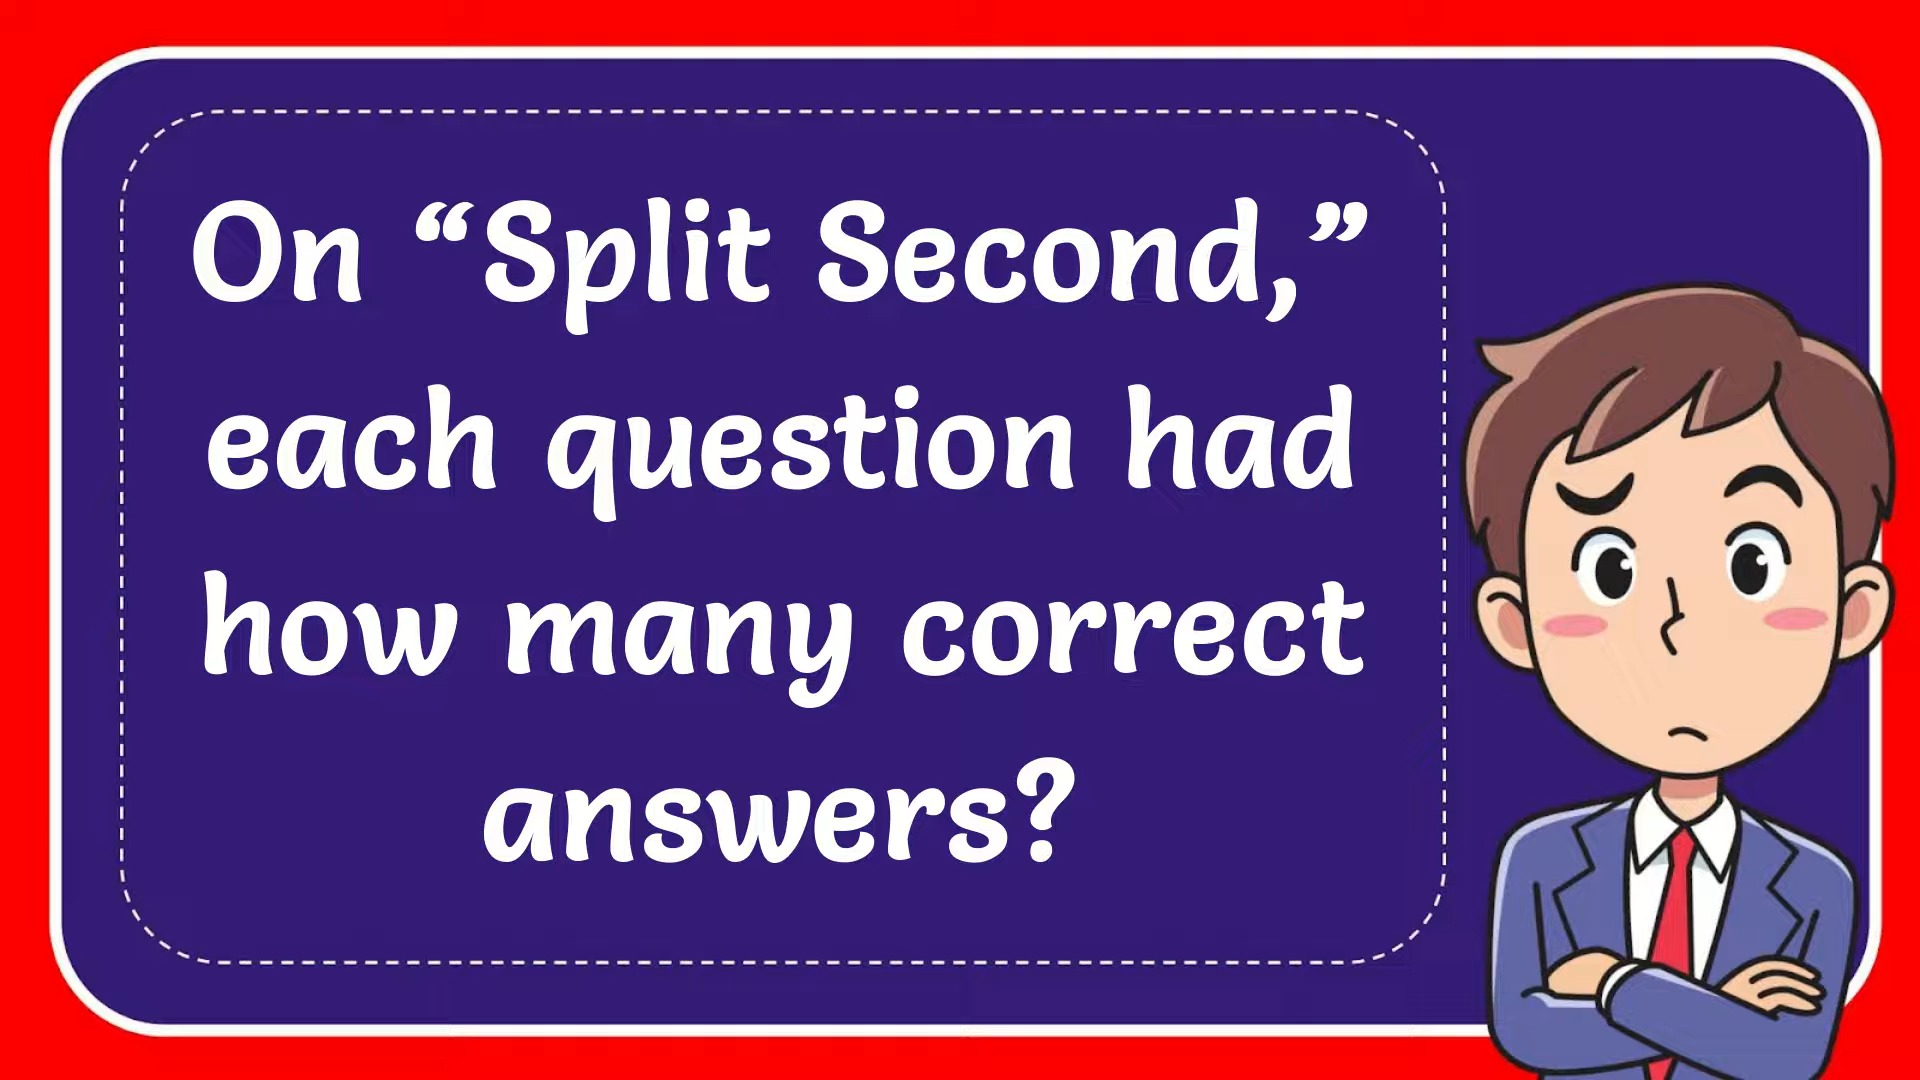 On “Split Second,”
each question had
how many correct
answers?